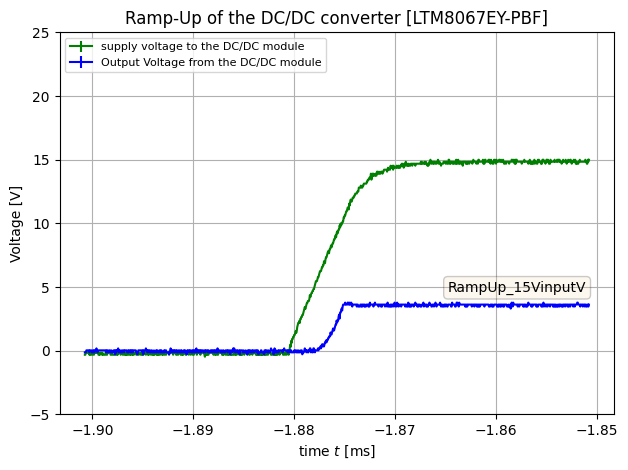 Ramp-Up of the DC/DC converter [LTM8067EY-PBF]
supply voltage to the DC/DC module
Output Voltage from the DC/DC module
Voltage [V]
25
20
15
10
5
0
−5
RampUp_15VinputV
−1.90 −1.89 −1.88 −1.87 −1.86 −1.85
time t [ms]